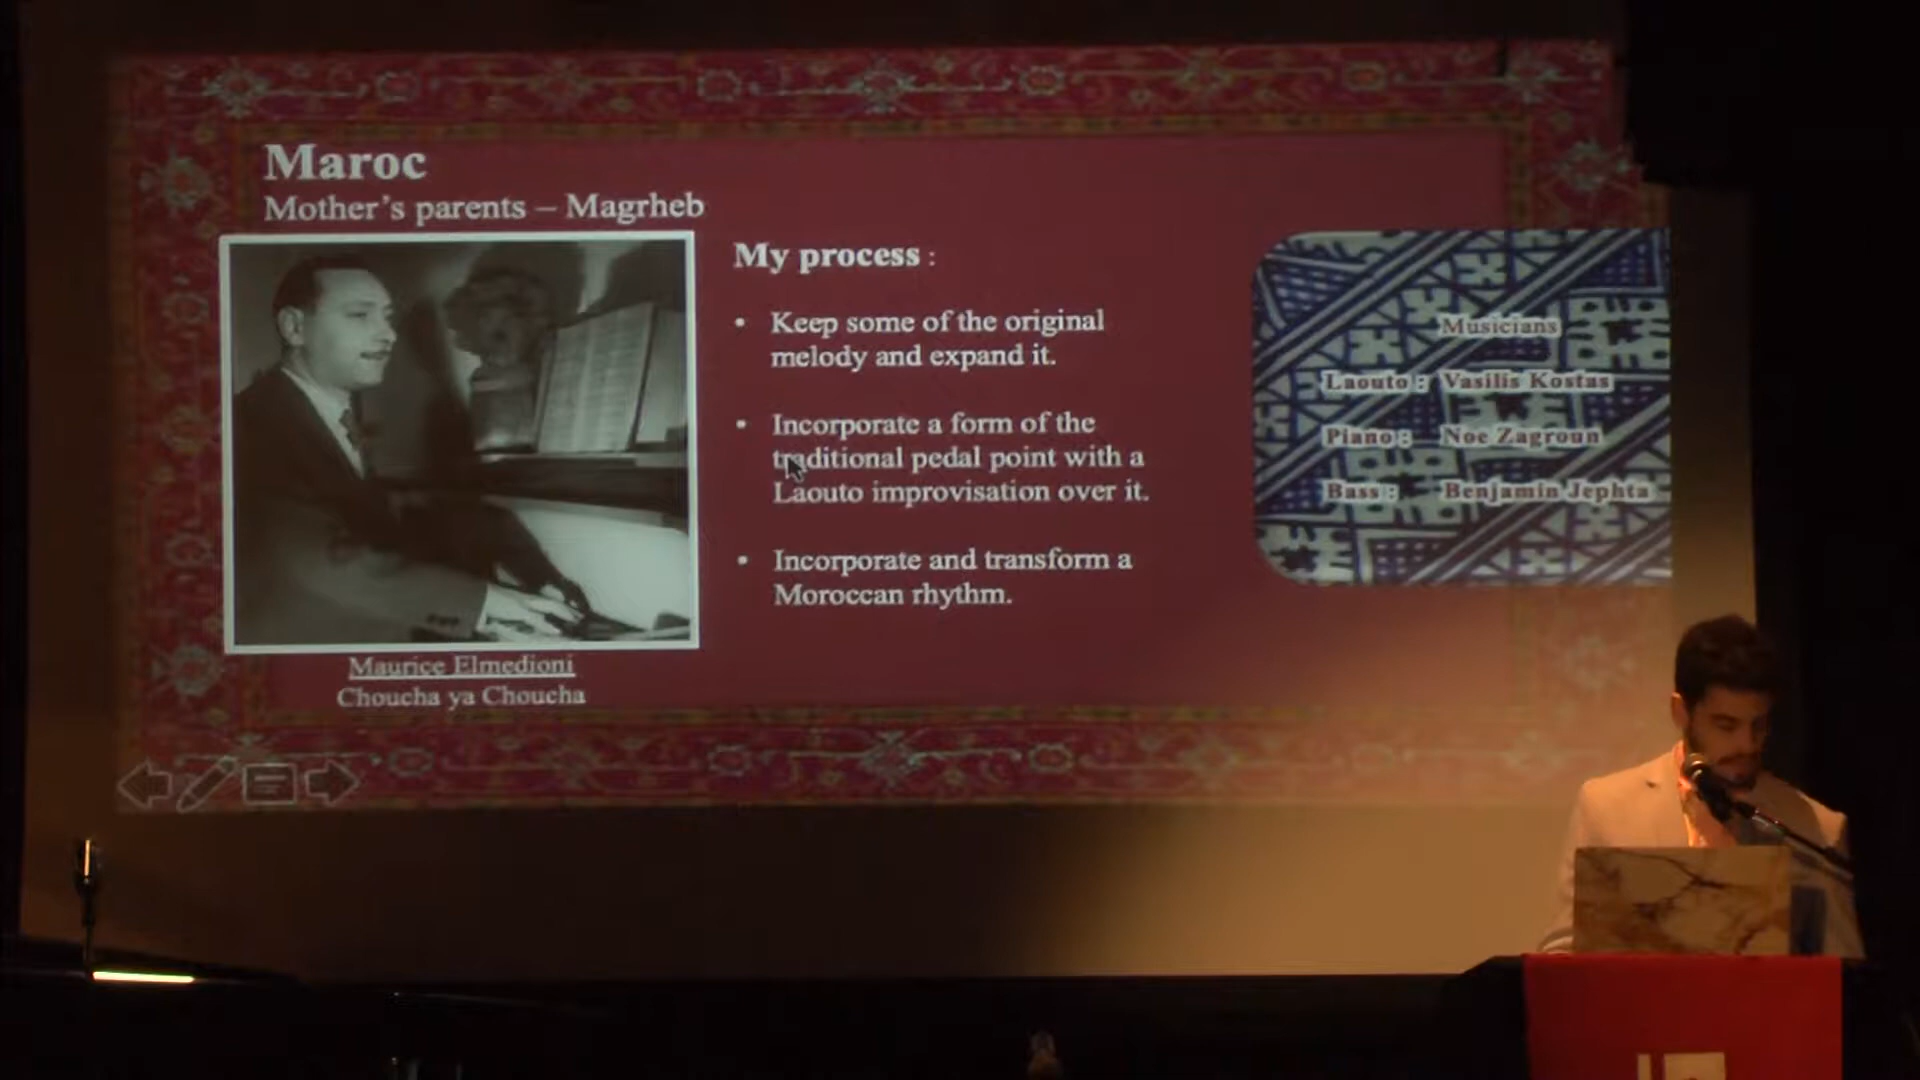 Maroc
Mother's parents – Magrheb
My process :
• Keep some of the original
melody and expand it.
• Incorporate a form of the
traditional pedal point with a
Laouto improvisation over it.
• Incorporate and transform a
Moroccan rhythm.
Maurice Elmedioni
Choucha ya Choucha
Musicians
Laouto : Vasilis Kostas
Piano : Noe Zagroun
Bass : Benjamin Jephta